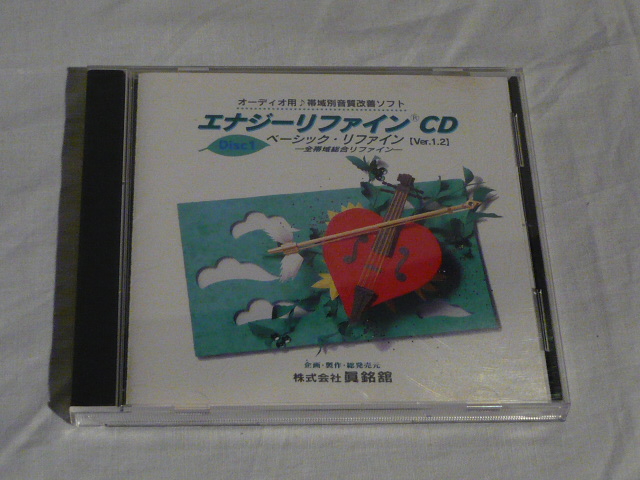 オーディオ用♪帯域別音質改善ソフト
エナジーリファイン® CD
Disc1
ベーシック・リファイン [Ver.1.2]
―全帯域総合リファイン―
企画・製作・総発売元
株式会社 眞銘舘